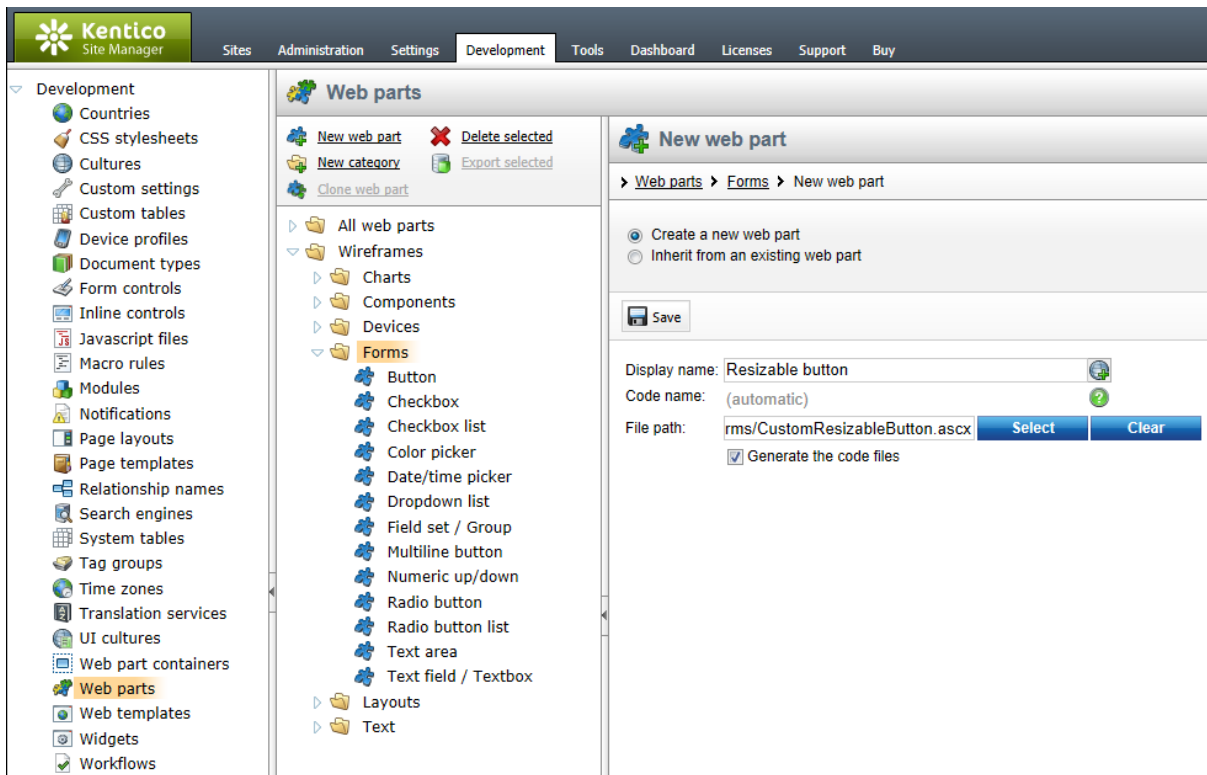 Kentico
Site Manager
Sites Administration Settings Development Tools Dashboard Licenses Support Buy
Development
Countries
CSS stylesheets
Cultures
Custom settings
Custom tables
Device profiles
Document types
Form controls
Inline controls
Javascript files
Macro rules
Modules
Notifications
Page layouts
Page templates
Relationship names
Search engines
System tables
Tag groups
Time zones
Translation services
UI cultures
Web part containers
Web parts
Web templates
Widgets
Workflows
Web parts
New web part Delete selected
New category Export selected
Clone web part
All web parts
Wireframes
Charts
Components
Devices
Forms
Button
Checkbox
Checkbox list
Color picker
Date/time picker
Dropdown list
Field set / Group
Multiline button
Numeric up/down
Radio button
Radio button list
Text area
Text field / Textbox
Layouts
Text
New web part
Web parts > Forms > New web part
Create a new web part
Inherit from an existing web part
Save
Display name: Resizable button
Code name: (automatic)
File path: rms/CustomResizableButton.ascx Select Clear
Generate the code files